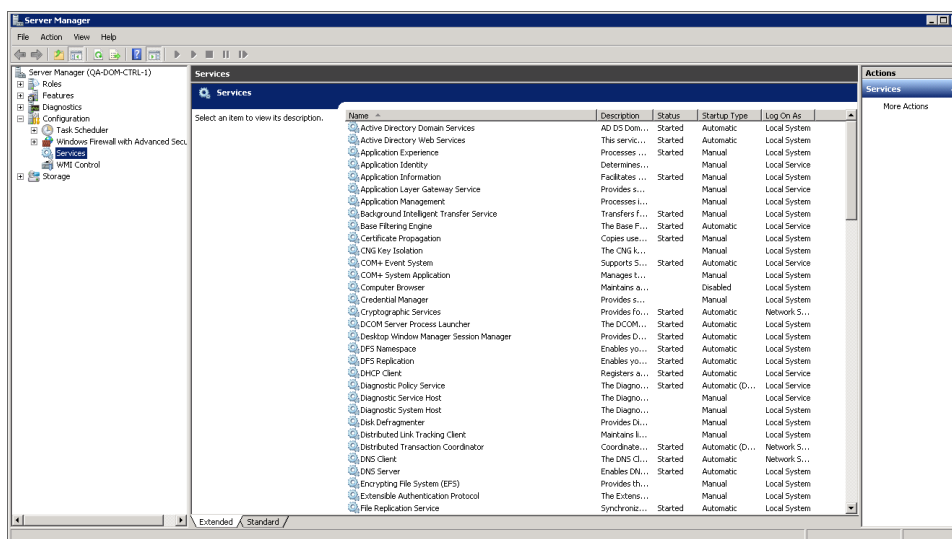 Server Manager
File Action View Help
Server Manager (QA-DOM-CTRL-1)
Roles
Features
Diagnostics
Configuration
Task Scheduler
Windows Firewall with Advanced Secu
Services
WMI Control
Storage
Services
Services
Select an item to view its description.
Name Description Status Startup Type Log On As
Active Directory Domain Services AD DS Dom... Started Automatic Local System
Active Directory Web Services This servic... Started Automatic Local System
Application Experience Processes ... Started Manual Local System
Application Identity Determines... Manual Local Service
Application Information Facilitates ... Started Manual Local System
Application Layer Gateway Service Provides s... Manual Local Service
Application Management Processes i... Manual Local System
Background Intelligent Transfer Service Transfers f... Started Manual Local System
Base Filtering Engine The Base F... Started Automatic Local Service
Certificate Propagation Copies use... Started Manual Local System
CNG Key Isolation The CNG k... Manual Local System
COM+ Event System Supports S... Started Automatic Local Service
COM+ System Application Manages t... Manual Local System
Computer Browser Maintains a... Disabled Local System
Credential Manager Provides s... Manual Local System
Cryptographic Services Provides fo... Started Automatic Network S...
DCOM Server Process Launcher The DCOM... Started Automatic Local System
Desktop Window Manager Session Manager Provides D... Started Automatic Local System
DFS Namespace Enables yo... Started Automatic Local System
DFS Replication Enables yo... Started Automatic Local System
DHCP Client Registers a... Started Automatic Local Service
Diagnostic Policy Service The Diagno... Started Automatic (D... Local Service
Diagnostic Service Host The Diagno... Manual Local Service
Diagnostic System Host The Diagno... Manual Local System
Disk Defragmenter Provides Di... Manual Local System
Distributed Link Tracking Client Maintains li... Manual Local System
Distributed Transaction Coordinator Coordinate... Started Automatic (D... Network S...
DNS Client The DNS Cl... Started Automatic Network S...
DNS Server Enables DN... Started Automatic Local System
Encrypting File System (EFS) Provides th... Manual Local System
Extensible Authentication Protocol The Extens... Manual Local System
File Replication Service Synchroniz... Started Automatic Local System
Extended Standard
Actions
Services
More Actions